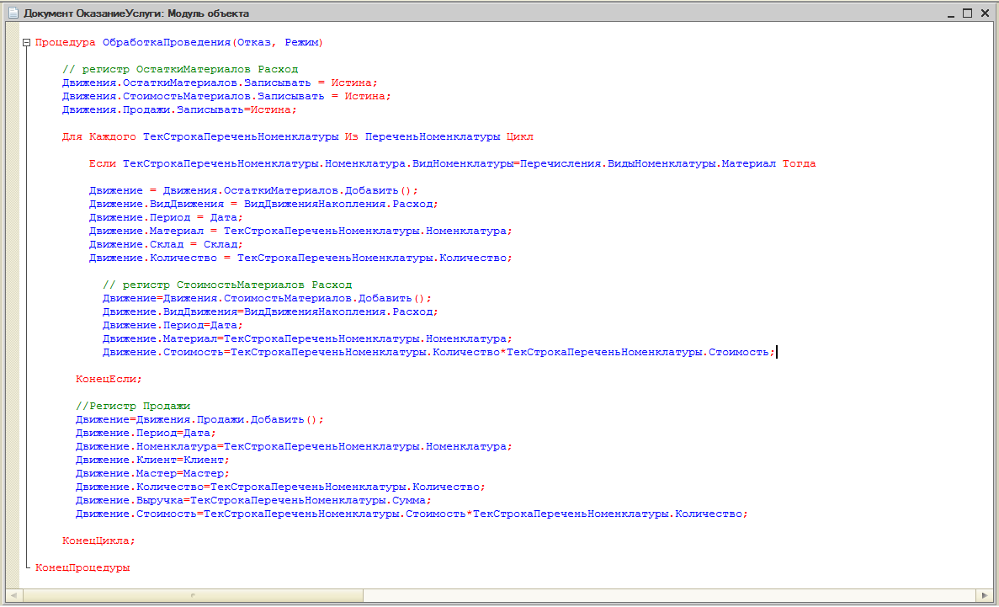 Документ ОказаниеУслуги: Модуль объекта
Процедура ОбработкаПроведения(Отказ, Режим)
// регистр ОстаткиМатериалов Расход
Движения.ОстаткиМатериалов.Записывать = Истина;
Движения.СтоимостьМатериалов.Записывать = Истина;
Движения.Продажи.Записывать=Истина;
Для Каждого ТекСтрокаПереченьНоменклатуры Из ПереченьНоменклатуры Цикл
Если ТекСтрокаПереченьНоменклатуры.Номенклатура.ВидНоменклатуры=Перечисления.ВидыНоменклатуры.Материал Тогда
Движение = Движения.ОстаткиМатериалов.Добавить();
Движение.ВидДвижения = ВидДвиженияНакопления.Расход;
Движение.Период = Дата;
Движение.Материал = ТекСтрокаПереченьНоменклатуры.Номенклатура;
Движение.Склад = Склад;
Движение.Количество = ТекСтрокаПереченьНоменклатуры.Количество;
// регистр СтоимостьМатериалов Расход
Движение=Движения.СтоимостьМатериалов.Добавить();
Движение.ВидДвижения=ВидДвиженияНакопления.Расход;
Движение.Период=Дата;
Движение.Материал=ТекСтрокаПереченьНоменклатуры.Номенклатура;
Движение.Стоимость=ТекСтрокаПереченьНоменклатуры.Количество*ТекСтрокаПереченьНоменклатуры.Стоимость;
КонецЕсли;
//Регистр Продажи
Движение=Движения.Продажи.Добавить();
Движение.Период=Дата;
Движение.Номенклатура=ТекСтрокаПереченьНоменклатуры.Номенклатура;
Движение.Клиент=Клиент;
Движение.Мастер=Мастер;
Движение.Количество=ТекСтрокаПереченьНоменклатуры.Количество;
Движение.Выручка=ТекСтрокаПереченьНоменклатуры.Сумма;
Движение.Стоимость=ТекСтрокаПереченьНоменклатуры.Стоимость*ТекСтрокаПереченьНоменклатуры.Количество;
КонецЦикла;
КонецПроцедуры